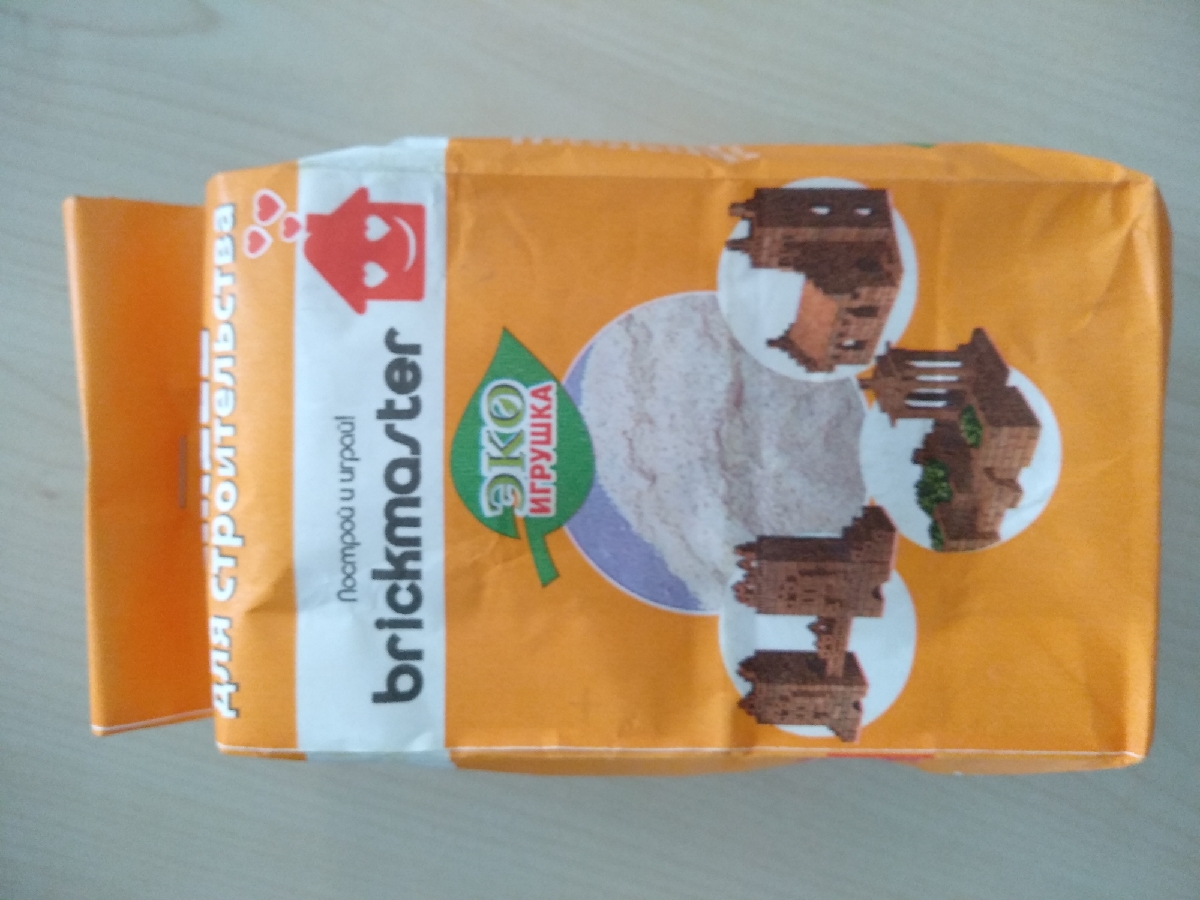 для строительства
Построй и играй!
brickmaster
ЭКО
ИГРУШКА